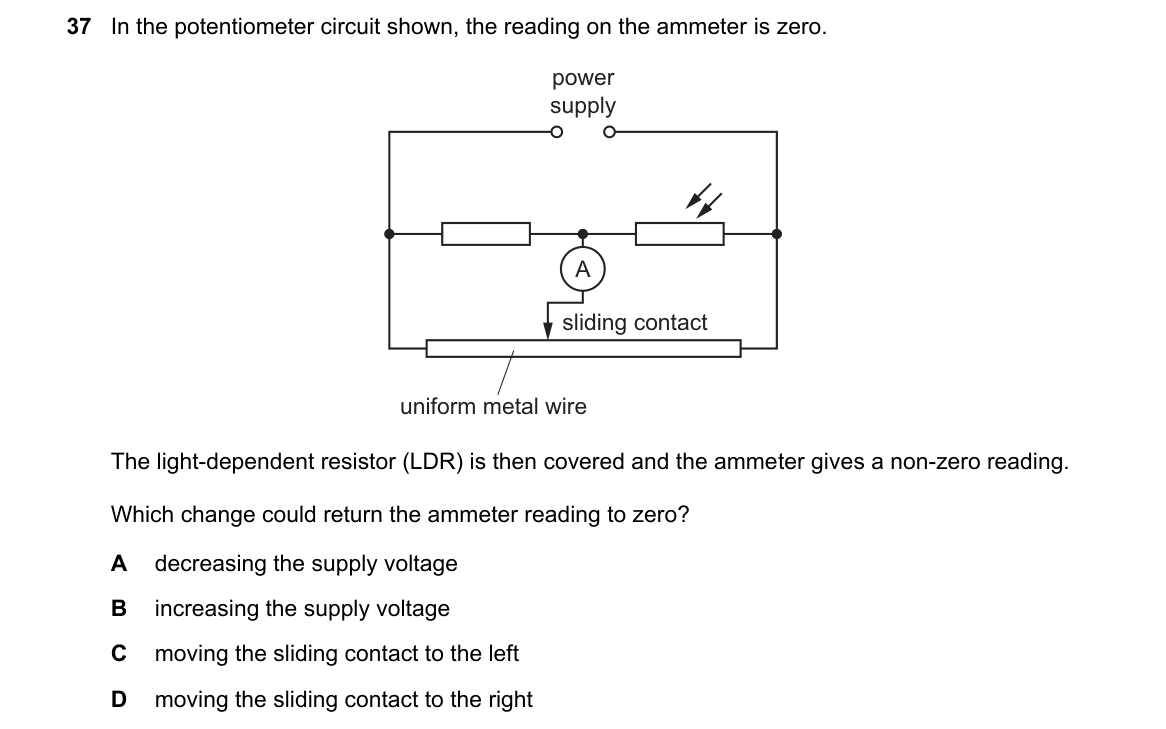 37 In the potentiometer circuit shown, the reading on the ammeter is zero.
power
supply
A
sliding contact
uniform metal wire
The light-dependent resistor (LDR) is then covered and the ammeter gives a non-zero reading.
Which change could return the ammeter reading to zero?
A decreasing the supply voltage
B increasing the supply voltage
C moving the sliding contact to the left
D moving the sliding contact to the right